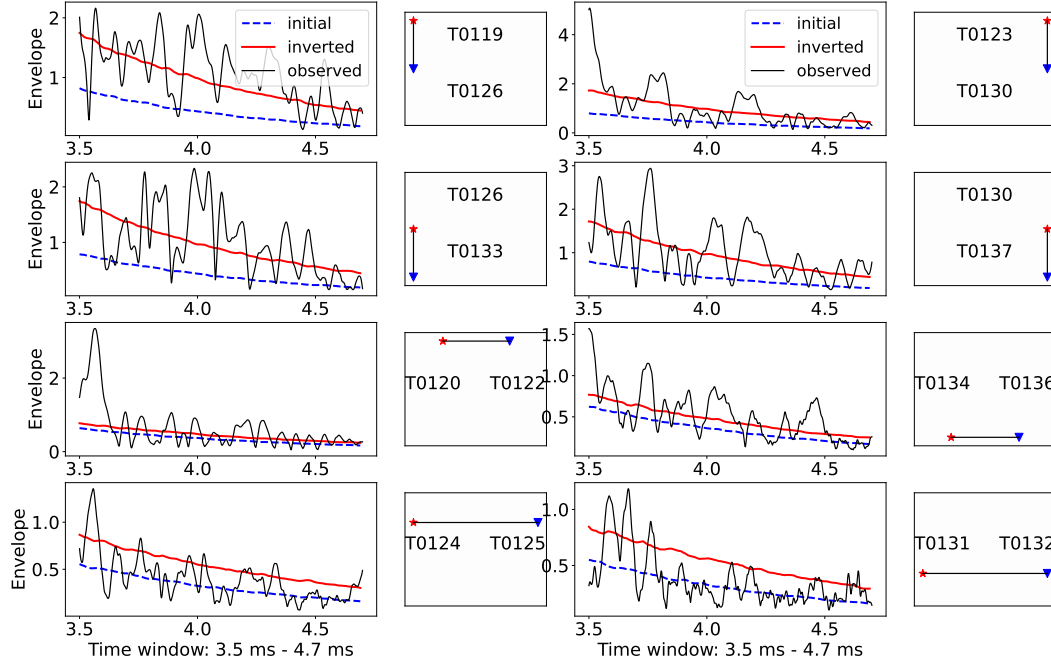 2
1
Envelope
3.5
4.0
4.5
initial
inverted
observed
T0119
T0126
4
2
0
3.5
4.0
4.5
initial
inverted
observed
T0123
T0130
2
1
Envelope
3.5
4.0
4.5
T0126
T0133
3
2
1
3.5
4.0
4.5
T0130
T0137
2
0
Envelope
3.5
4.0
4.5
T0120
T0122
1.5
1.0
0.5
3.5
4.0
4.5
T0134
T0136
1.0
0.5
Envelope
3.5
4.0
4.5
Time window: 3.5 ms - 4.7 ms
T0124
T0125
1.0
0.5
3.5
4.0
4.5
Time window: 3.5 ms - 4.7 ms
T0131
T0132